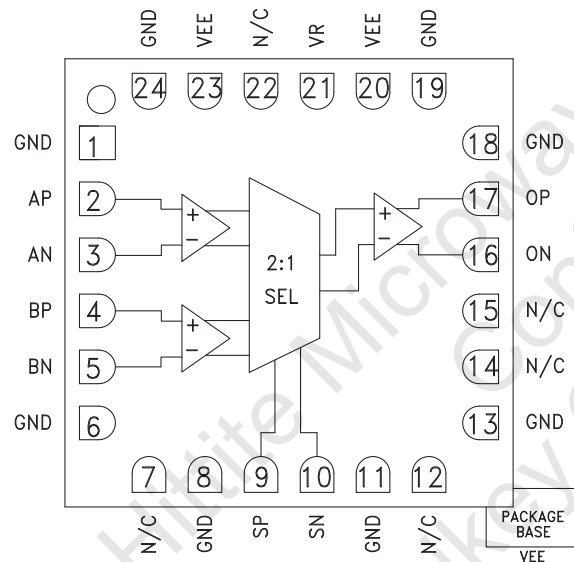 GND VEE N/C VR VEE GND
24 23 22 21 20 19
GND 1 18 GND
AP 2 17 OP
AN 3 16 ON
BP 4 15 N/C
BN 5 14 N/C
GND 6 13 GND
+
−
+
−
+
−
2:1
SEL
7 8 9 10 11 12
N/C GND SP SN GND N/C
PACKAGE
BASE
VEE
Hittite Microwave